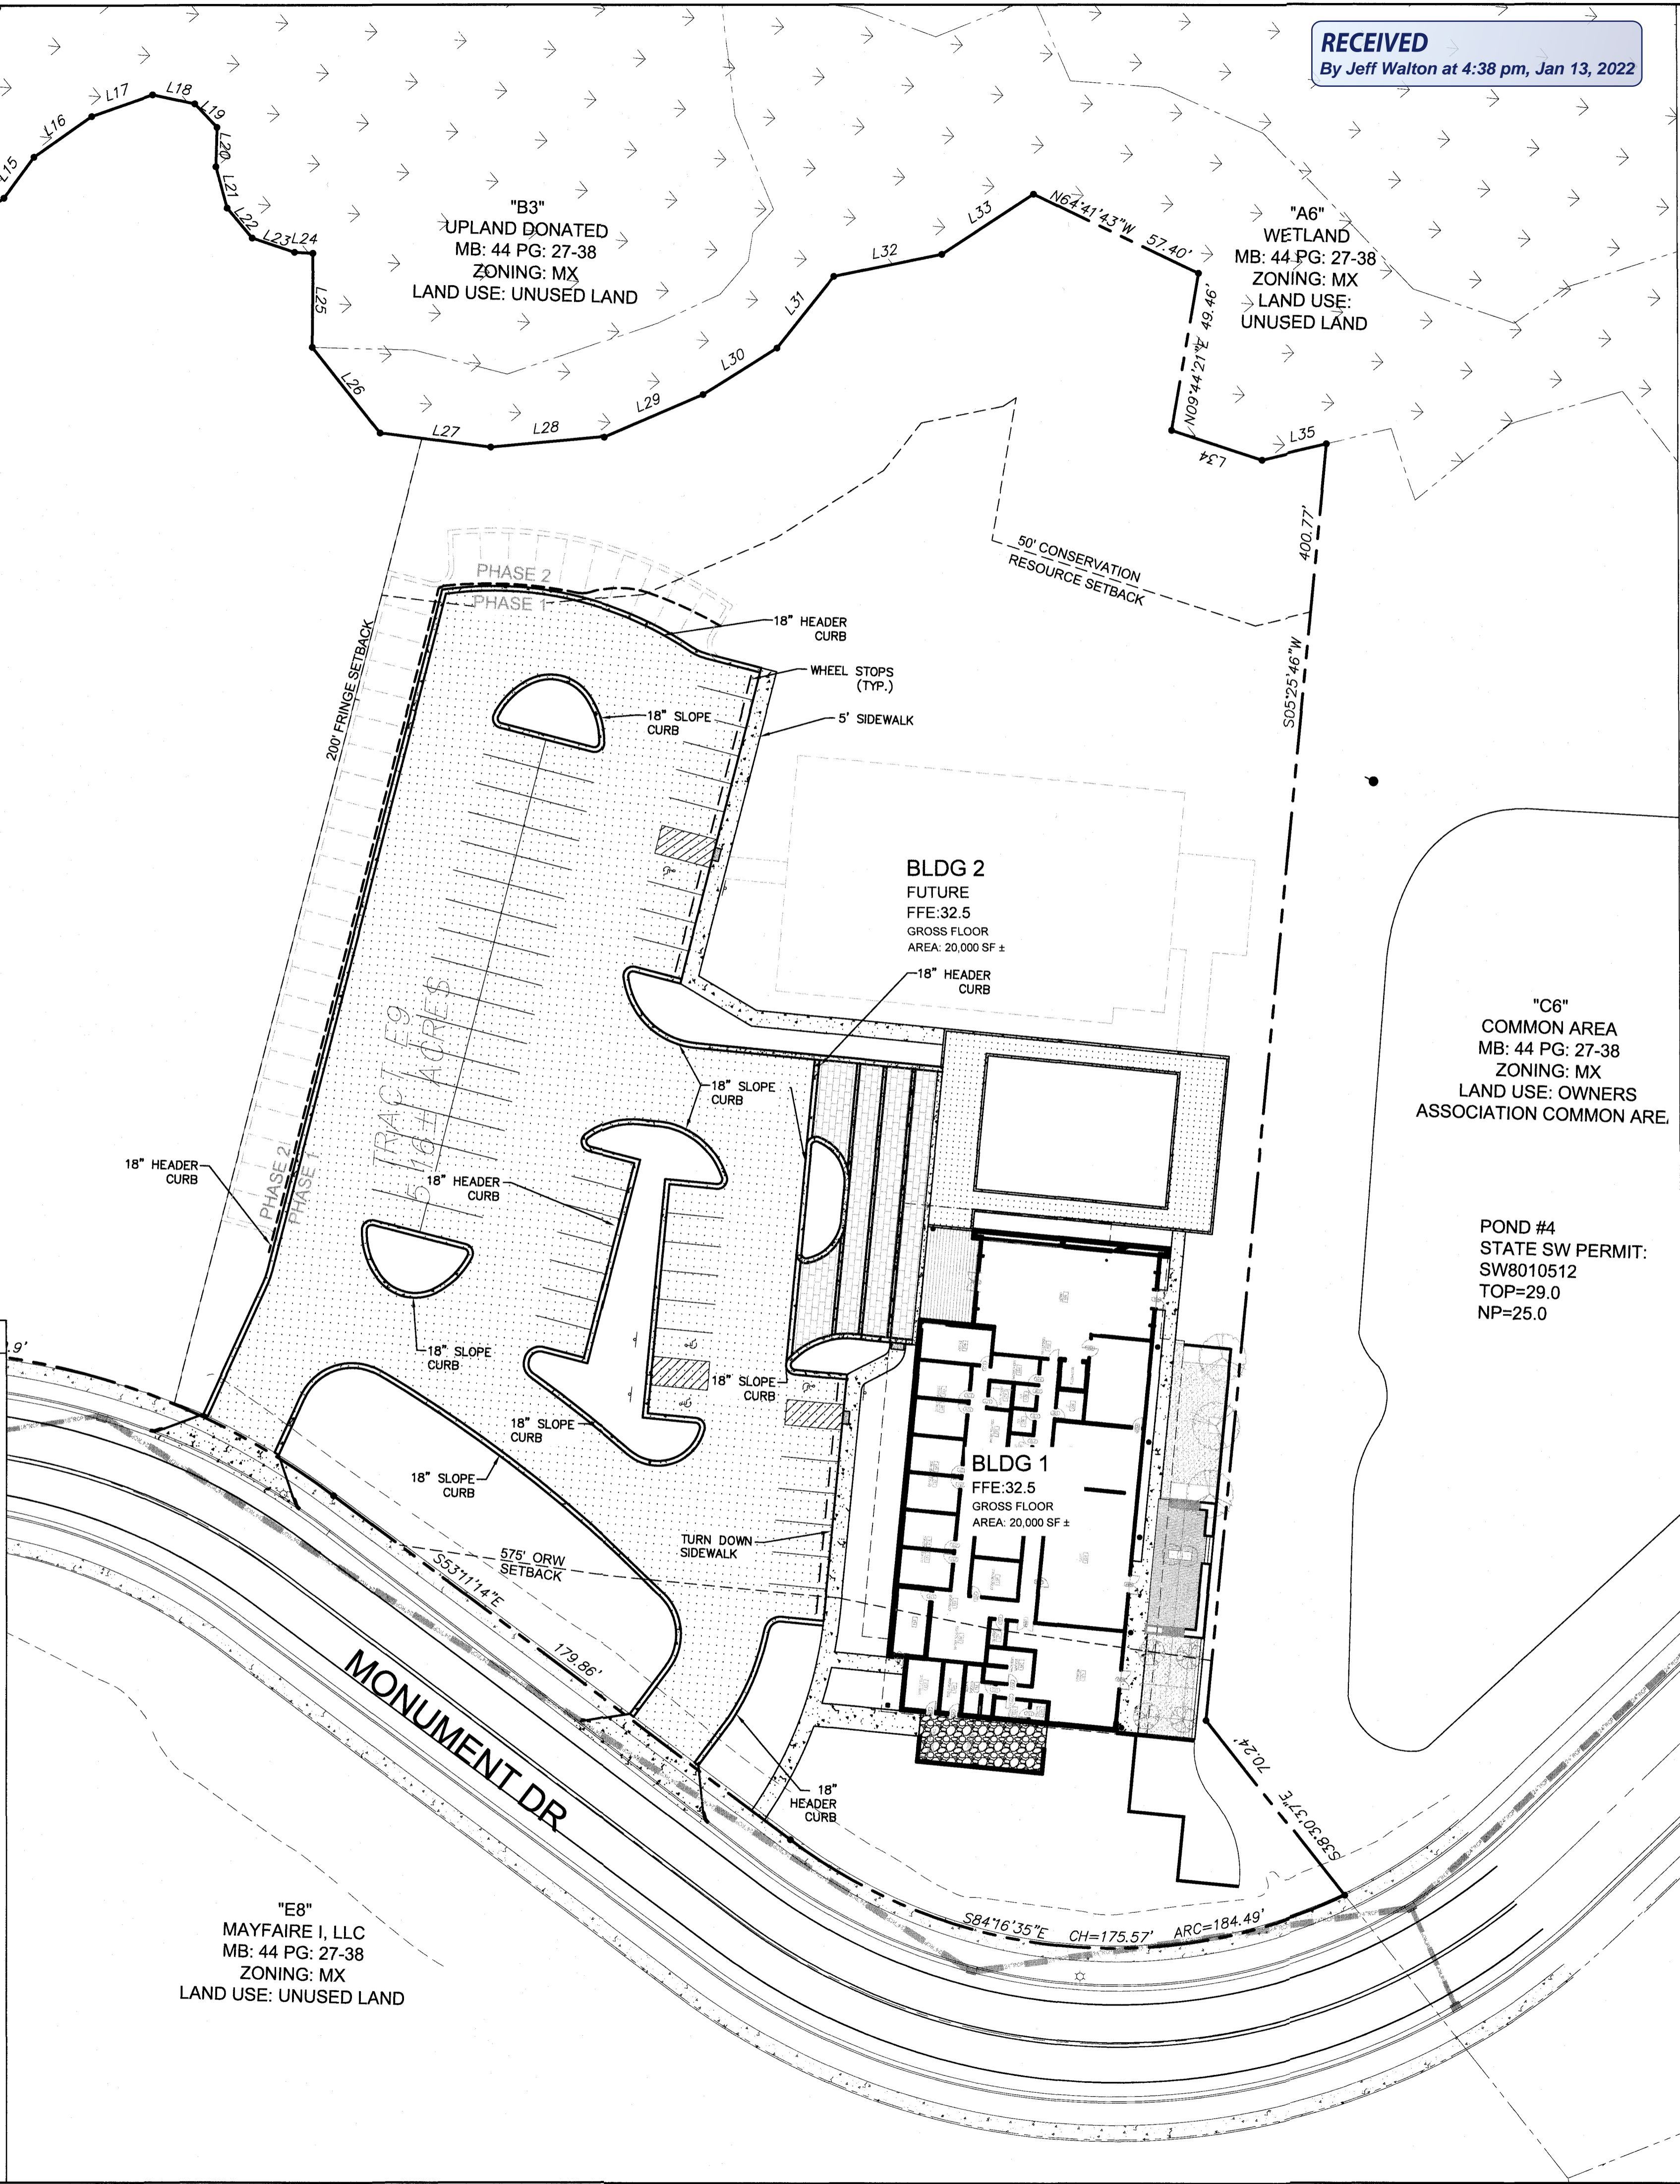 RECEIVED
By Jeff Walton at 4:38 pm, Jan 13, 2022
L15
L16
L17
L18
L19
L20
L21
L22
L23
L24
L25
L26
L27
L28
L29
L30
L31
L32
L33
N64°41'43"W
57.40'
N09°44'21"E 49.46'
L34
L35
400.77'
S05°25'46"W
"B3"
UPLAND DONATED
MB: 44 PG: 27-38
ZONING: MX
LAND USE: UNUSED LAND
"A6"
WETLAND
MB: 44 PG: 27-38
ZONING: MX
LAND USE:
UNUSED LAND
50' CONSERVATION
RESOURCE SETBACK
PHASE 2
PHASE 1
200' FRINGE SETBACK
18" HEADER
CURB
WHEEL STOPS
(TYP.)
5' SIDEWALK
18" SLOPE
CURB
BLDG 2
FUTURE
FFE:32.5
GROSS FLOOR
AREA: 20,000 SF ±
18" HEADER
CURB
TRACT E9
5.16± ACRES
18" SLOPE
CURB
"C6"
COMMON AREA
MB: 44 PG: 27-38
ZONING: MX
LAND USE: OWNERS
ASSOCIATION COMMON AREA
18" HEADER
CURB
PHASE 2
PHASE 1
18" HEADER
CURB
POND #4
STATE SW PERMIT:
SW8010512
TOP=29.0
NP=25.0
9'
18" SLOPE
CURB
18" SLOPE
CURB
18" SLOPE
CURB
18" SLOPE
CURB
BLDG 1
FFE:32.5
GROSS FLOOR
AREA: 20,000 SF ±
TURN DOWN
SIDEWALK
575' ORW
SETBACK
S53°11'14"E
179.86'
MONUMENT DR
18"
HEADER
CURB
70.24'
S38°30'37"E
S84°16'35"E
CH=175.57'
ARC=184.49'
"E8"
MAYFAIRE I, LLC
MB: 44 PG: 27-38
ZONING: MX
LAND USE: UNUSED LAND